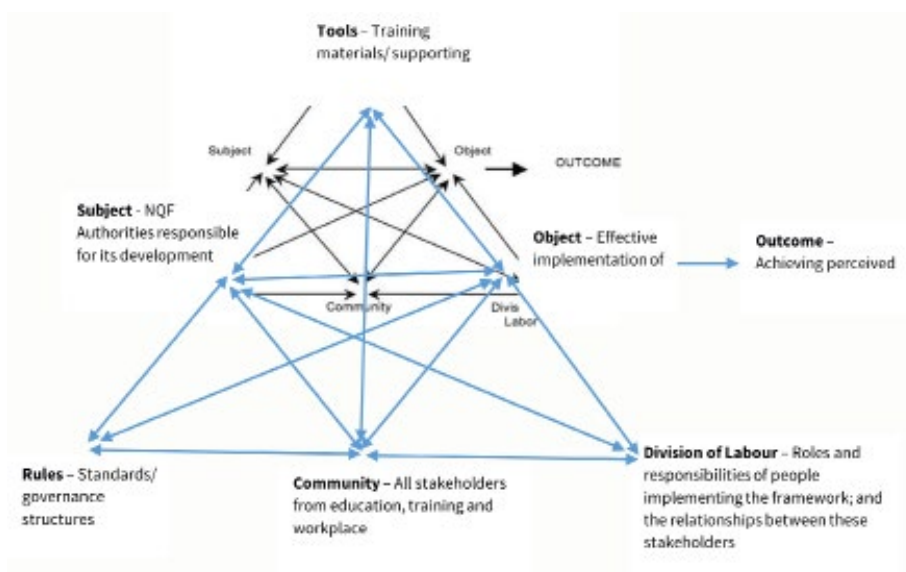 Tools – Training
materials/ supporting
Subject
Object
OUTCOME
Subject - NQF
Authorities responsible
for its development
Object – Effective
implementation of
Outcome –
Achieving perceived
Community
Divis
Labor
Rules – Standards/
governance
structures
Community – All stakeholders
from education, training and
workplace
Division of Labour – Roles and
responsibilities of people
implementing the framework; and
the relationships between these
stakeholders